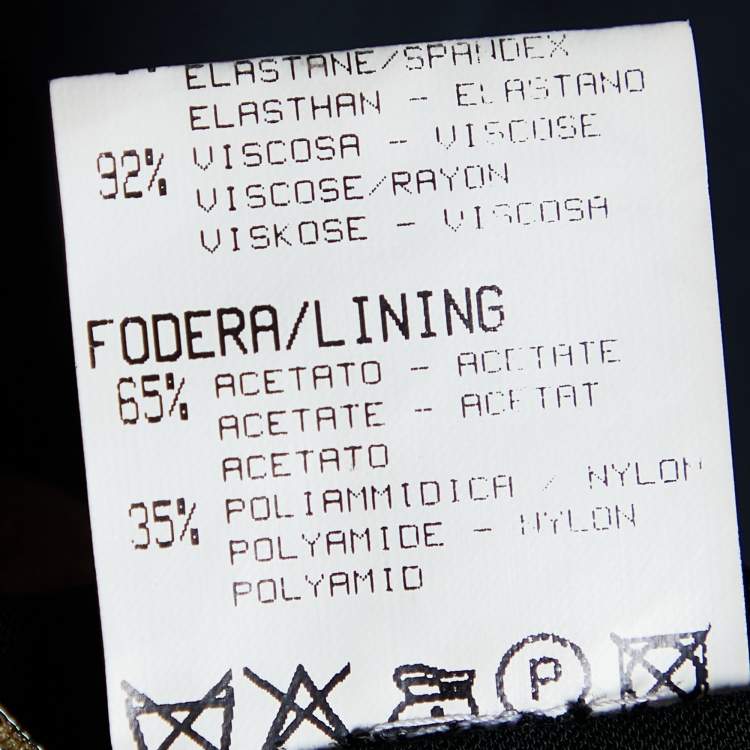 ELASTANE/SPANDEX
ELASTHAN - ELASTANO
92% VISCOSA - VISCOSE
VISCOSE/RAYON
VISKOSE - VISCOSA
FODERA/LINING
65% ACETATO - ACETATE
ACETATE - ACETAT
ACETATO
35% POLIAMMIDICA / NYLON
POLYAMIDE - NYLON
POLYAMID
P